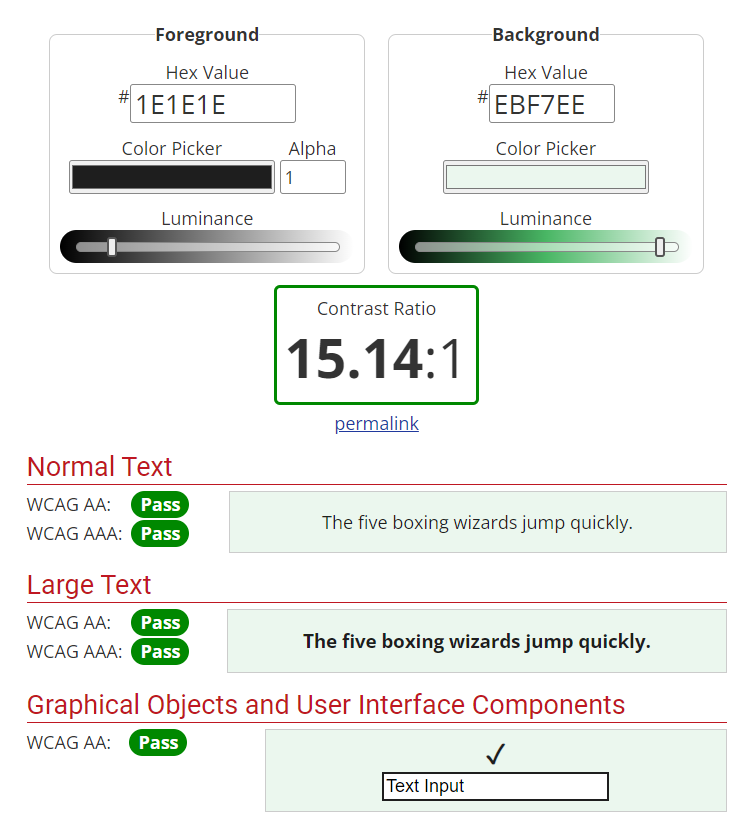 Foreground
Hex Value
# 1E1E1E
Color Picker Alpha
1
Luminance
Background
Hex Value
# EBF7EE
Color Picker
Luminance
Contrast Ratio
15.14:1
permalink
Normal Text
WCAG AA: Pass
WCAG AAA: Pass
The five boxing wizards jump quickly.
Large Text
WCAG AA: Pass
WCAG AAA: Pass
The five boxing wizards jump quickly.
Graphical Objects and User Interface Components
WCAG AA: Pass
✓
Text Input